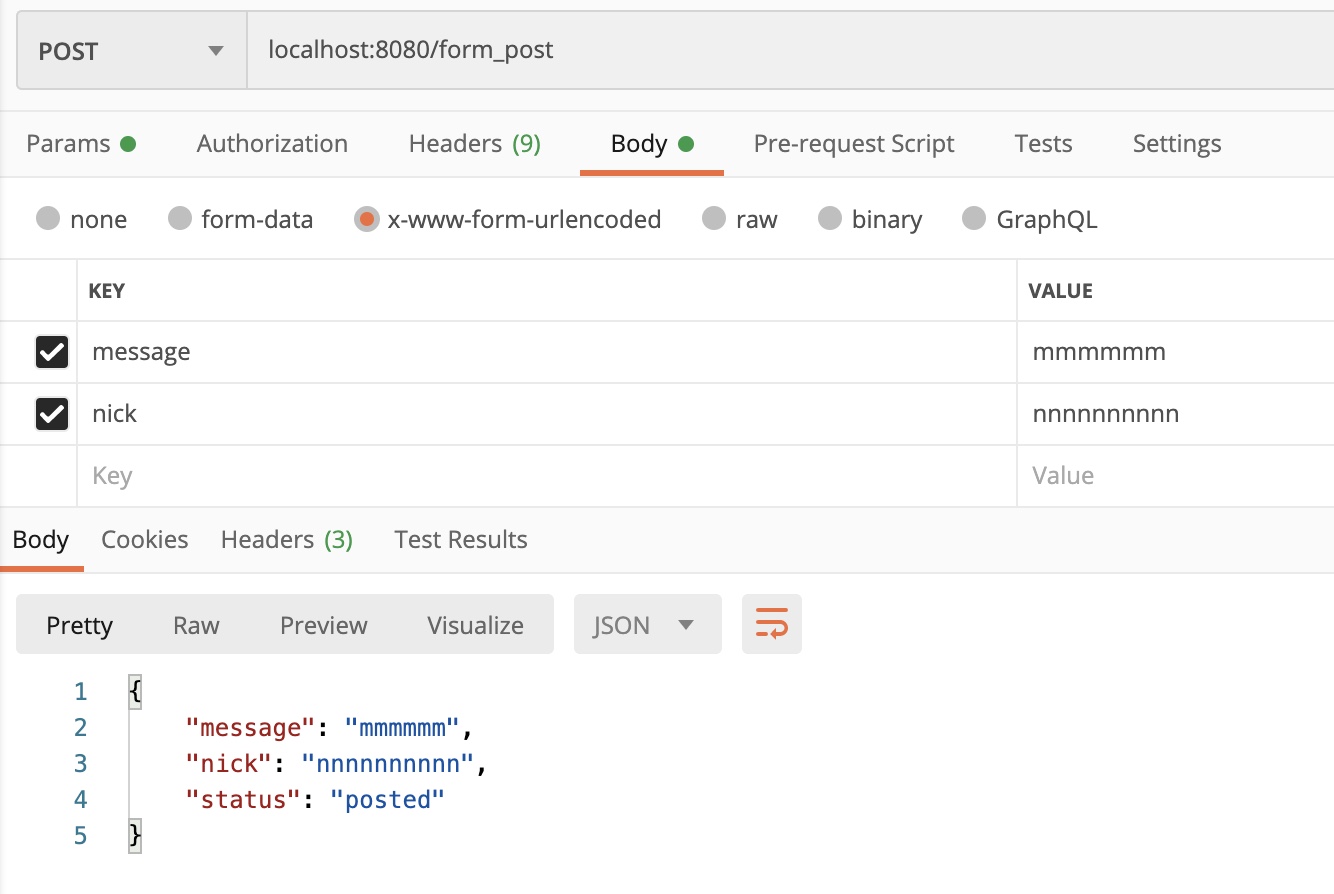 POST localhost:8080/form_post
Params Authorization Headers (9) Body Pre-request Script Tests Settings
none form-data x-www-form-urlencoded raw binary GraphQL
KEY VALUE
message mmmmmm
nick nnnnnnnnnn
Key Value
Body Cookies Headers (3) Test Results
Pretty Raw Preview Visualize JSON
1 {
2 "message": "mmmmmm",
3 "nick": "nnnnnnnnnn",
4 "status": "posted"
5 }